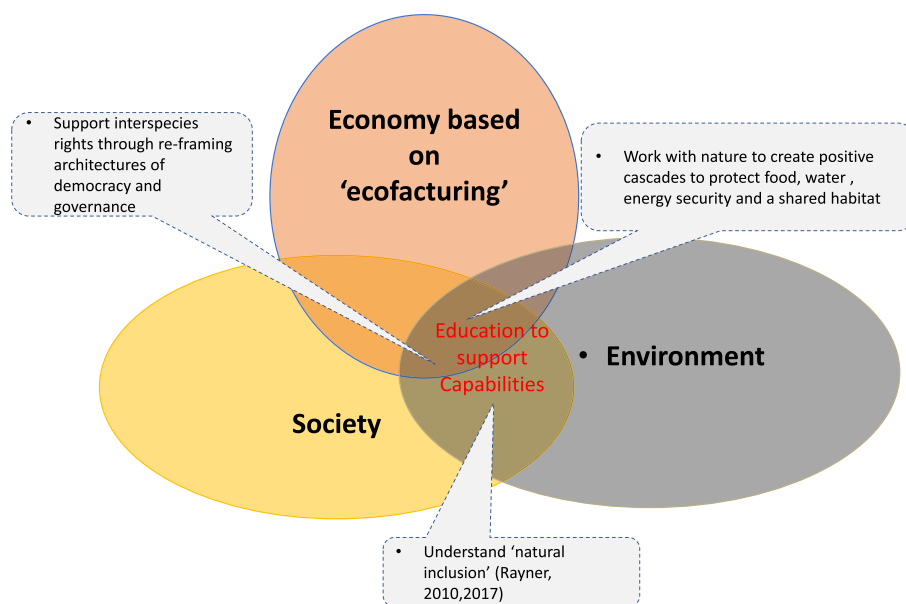 Economy based
on
‘ecofacturing’
• Support interspecies
rights through re-framing
architectures of
democracy and
governance
• Work with nature to create positive
cascades to protect food, water ,
energy security and a shared habitat
Education to
support
Capabilities
• Environment
Society
• Understand ‘natural
inclusion’ (Rayner,
2010,2017)